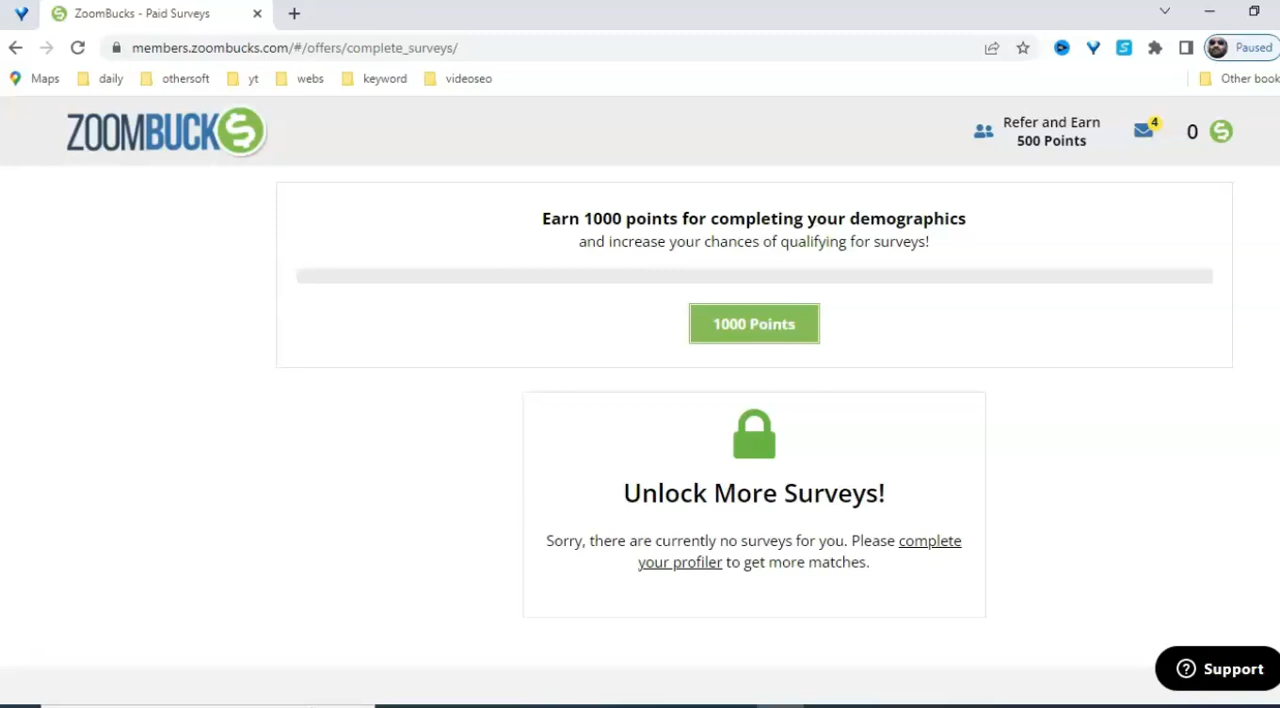 ZoomBucks - Paid Surveys
members.zoombucks.com/#/offers/complete_surveys/
Paused
Maps daily othersoft yt webs keyword videoseo Other book
ZOOMBUCK$
Refer and Earn
500 Points
4
0
Earn 1000 points for completing your demographics
and increase your chances of qualifying for surveys!
1000 Points
Unlock More Surveys!
Sorry, there are currently no surveys for you. Please complete
your profiler to get more matches.
Support